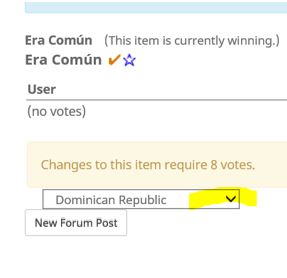 Era Común (This item is currently winning.)
Era Común ✔☆
User
(no votes)
Changes to this item require 8 votes.
Dominican Republic
New Forum Post